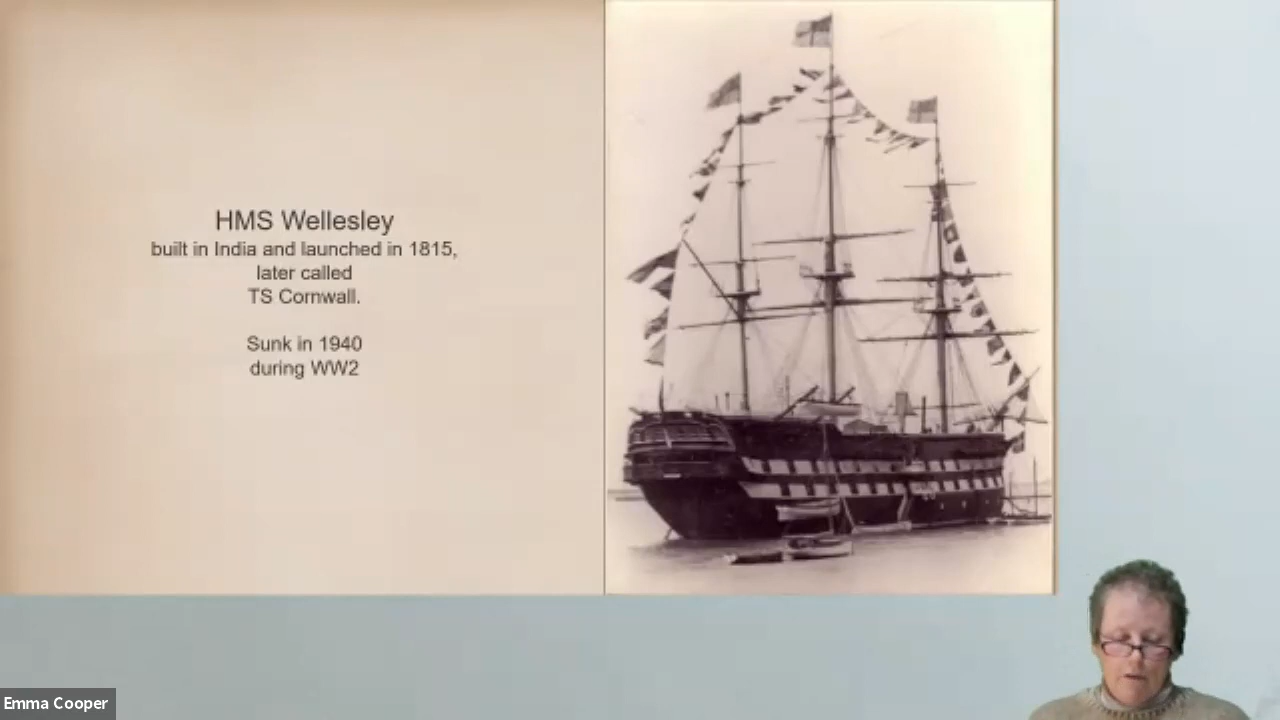 HMS Wellesley
built in India and launched in 1815,
later called
TS Cornwall.
Sunk in 1940
during WW2
Emma Cooper